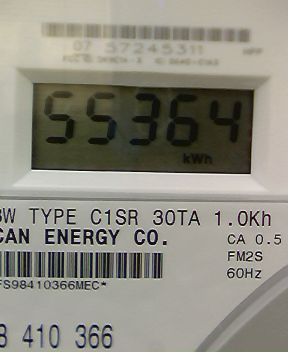 07 57245311
55364
kWh
3W TYPE C1SR 30TA 1.0Kh
CAN ENERGY CO.
CA 0.5
FM2S
60Hz
FS98410366MEC*
8 410 366